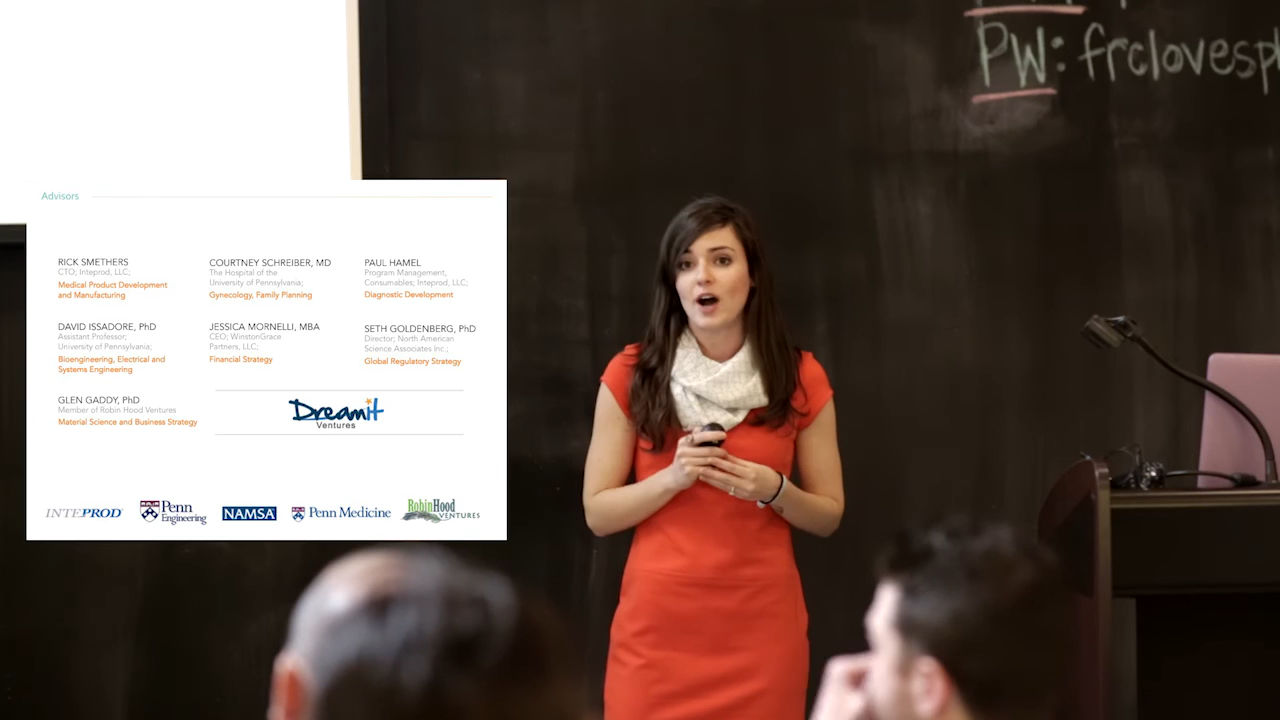 PW: frclovesp
Advisors
RICK SMETHERS
CTO; Inteprod, LLC;
Medical Product Development
and Manufacturing
COURTNEY SCHREIBER, MD
The Hospital of the
University of Pennsylvania;
Gynecology, Family Planning
PAUL HAMEL
Program Management,
Consumables; Inteprod, LLC;
Diagnostic Development
DAVID ISSADORE, PhD
Assistant Professor;
University of Pennsylvania;
Bioengineering, Electrical and
Systems Engineering
JESSICA MORNELLI, MBA
CEO; WinstonGrace
Partners, LLC;
Financial Strategy
SETH GOLDENBERG, PhD
Director; North American
Science Associates Inc.;
Global Regulatory Strategy
GLEN GADDY, PhD
Member of Robin Hood Ventures
Material Science and Business Strategy
Dreamit
Ventures
INTEPROD
Penn
Engineering
NAMSA
Penn Medicine
RobinHood
VENTURES